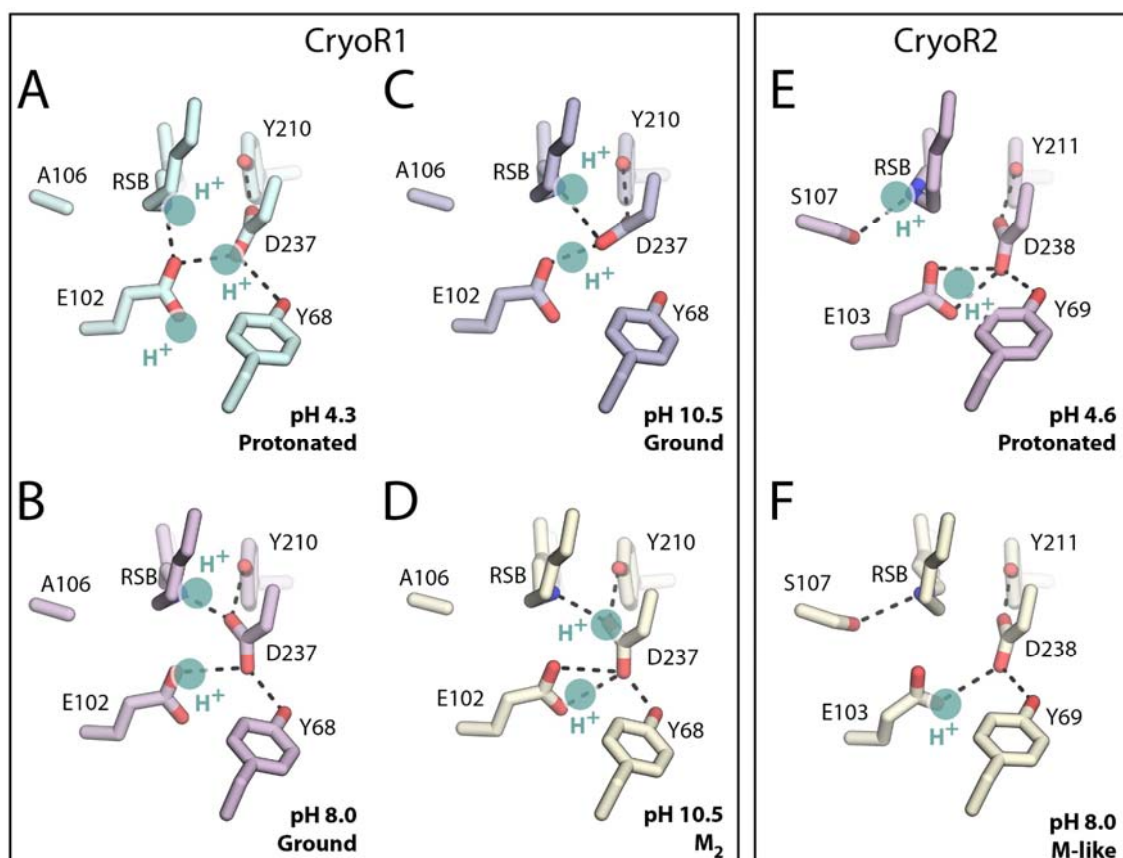 CryoR1
CryoR2
A
A106
RSB
H⁺
Y210
D237
H⁺
E102
H⁺
Y68
pH 4.3
Protonated
C
A106
RSB
H⁺
Y210
D237
H⁺
E102
Y68
pH 10.5
Ground
E
S107
RSB
H⁺
Y211
D238
E103
H⁺
Y69
pH 4.6
Protonated
B
A106
RSB
H⁺
Y210
D237
E102
H⁺
Y68
pH 8.0
Ground
D
A106
RSB
Y210
H⁺
D237
E102
H⁺
Y68
pH 10.5
M₂
F
S107
RSB
Y211
D238
E103
H⁺
Y69
pH 8.0
M-like